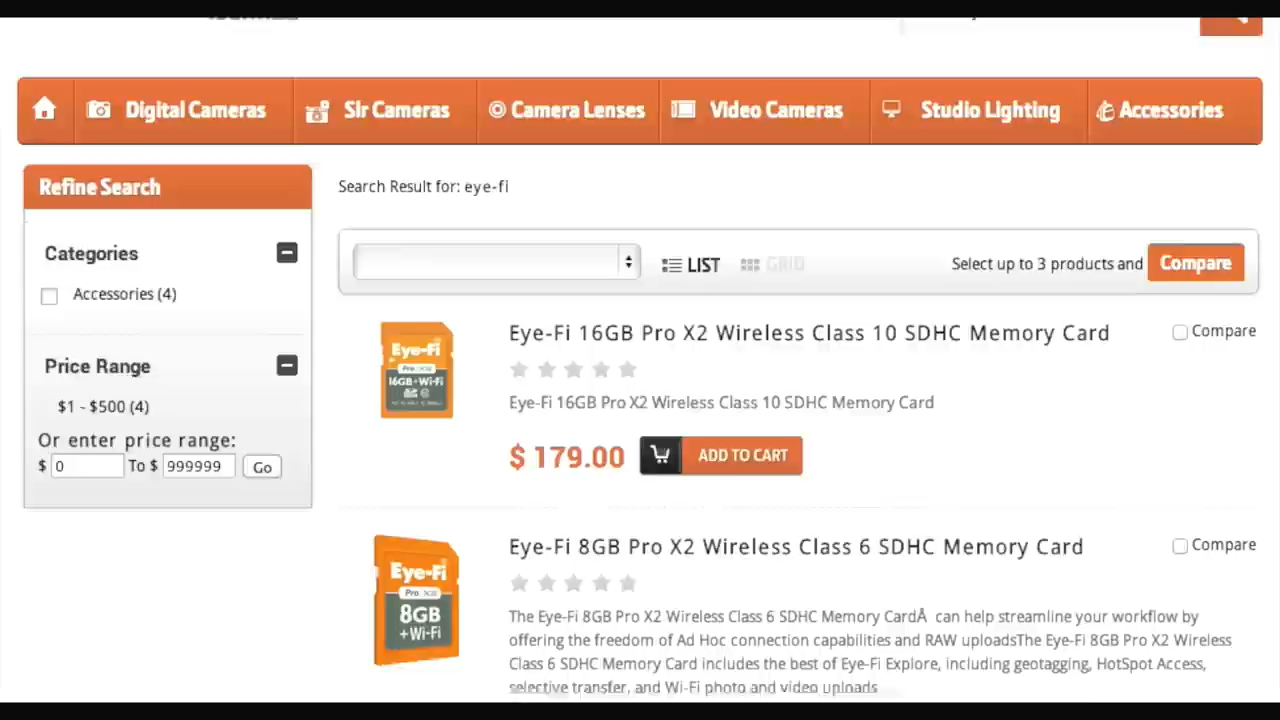 Digital Cameras
Slr Cameras
Camera Lenses
Video Cameras
Studio Lighting
Accessories
Refine Search
Categories
Accessories (4)
Price Range
$1 - $500 (4)
Or enter price range:
$ 0 To $ 999999 Go
Search Result for: eye-fi
LIST GRID Select up to 3 products and Compare
Eye-Fi
Pro X2
16GB+Wi-Fi
Eye-Fi 16GB Pro X2 Wireless Class 10 SDHC Memory Card
Compare
Eye-Fi 16GB Pro X2 Wireless Class 10 SDHC Memory Card
$ 179.00 ADD TO CART
Eye-Fi
Pro X2
8GB
+Wi-Fi
Eye-Fi 8GB Pro X2 Wireless Class 6 SDHC Memory Card
Compare
The Eye-Fi 8GB Pro X2 Wireless Class 6 SDHC Memory CardÂ can help streamline your workflow by
offering the freedom of Ad Hoc connection capabilities and RAW uploadsThe Eye-Fi 8GB Pro X2 Wireless
Class 6 SDHC Memory Card includes the best of Eye-Fi Explore, including geotagging, HotSpot Access,
selective transfer, and Wi-Fi photo and video uploads